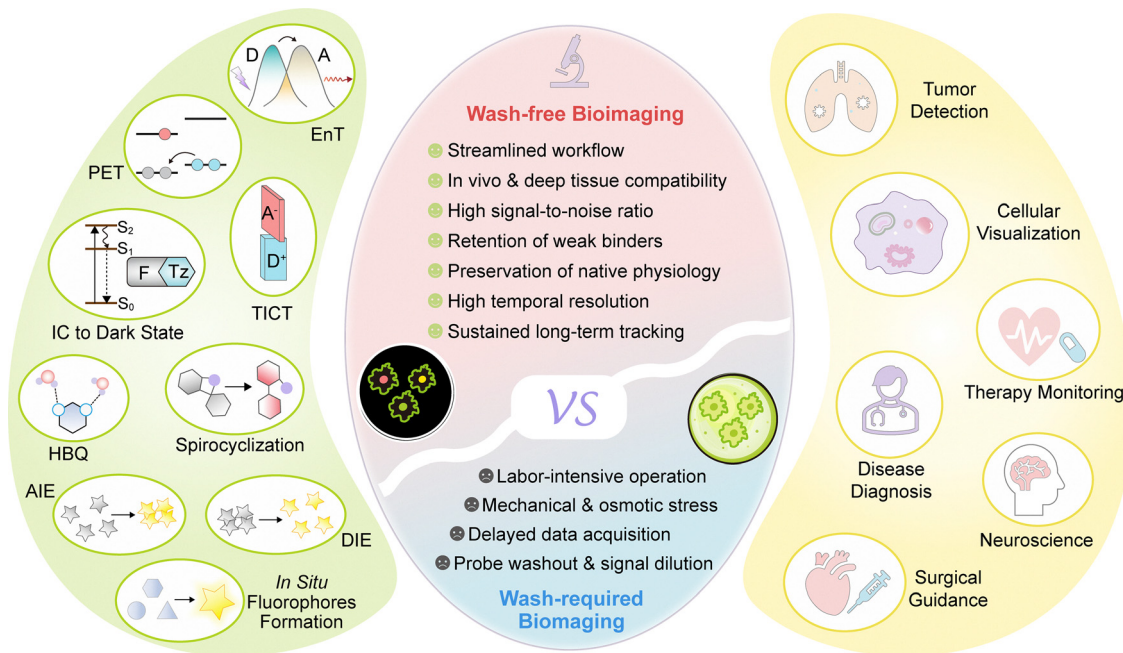 D
A
EnT
PET
A-
D+
TICT
S2
S1
S0
F
Tz
IC to Dark State
HBQ
Spirocyclization
AIE
DIE
In Situ
Fluorophores
Formation
Wash-free Bioimaging
Streamlined workflow
In vivo & deep tissue compatibility
High signal-to-noise ratio
Retention of weak binders
Preservation of native physiology
High temporal resolution
Sustained long-term tracking
VS
Labor-intensive operation
Mechanical & osmotic stress
Delayed data acquisition
Probe washout & signal dilution
Wash-required
Biomaging
Tumor
Detection
Cellular
Visualization
Therapy Monitoring
Disease
Diagnosis
Neuroscience
Surgical
Guidance